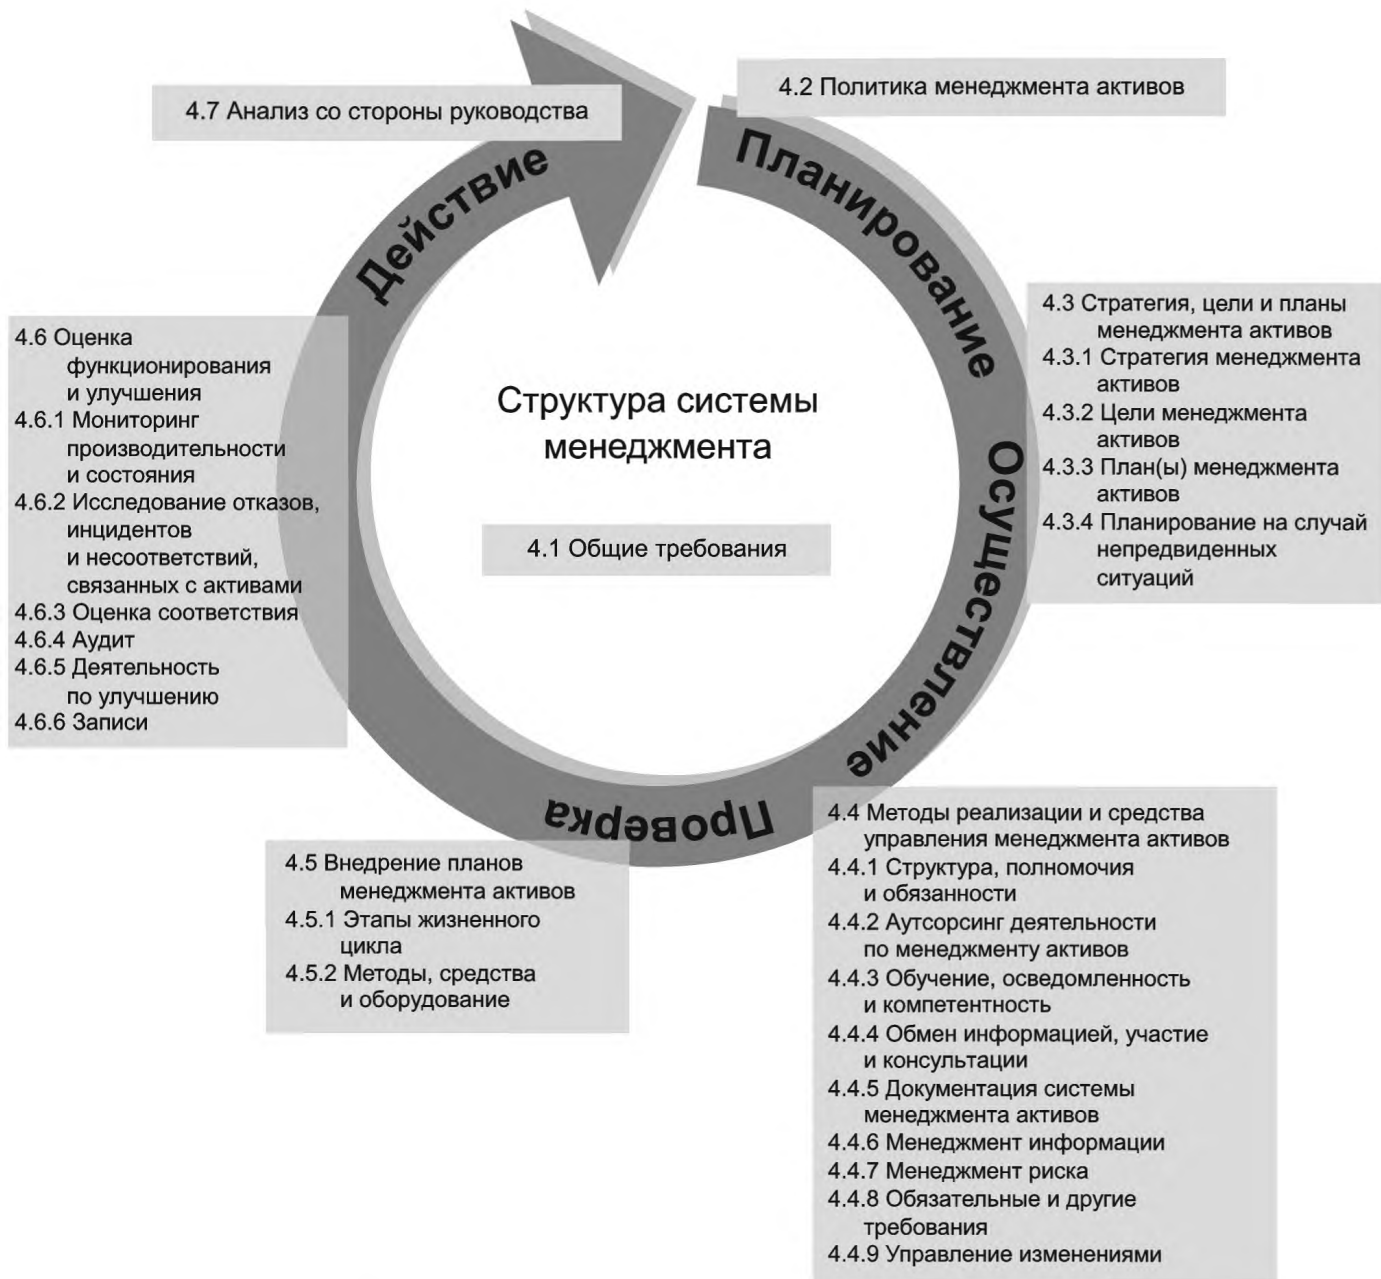 4.7 Анализ со стороны руководства
4.2 Политика менеджмента активов
Действие
Планирование
Осуществление
Проверка
Структура системы
менеджмента
4.1 Общие требования
4.3 Стратегия, цели и планы
менеджмента активов
4.3.1 Стратегия менеджмента
активов
4.3.2 Цели менеджмента
активов
4.3.3 План(ы) менеджмента
активов
4.3.4 Планирование на случай
непредвиденных
ситуаций
4.4 Методы реализации и средства
управления менеджмента активов
4.4.1 Структура, полномочия
и обязанности
4.4.2 Аутсорсинг деятельности
по менеджменту активов
4.4.3 Обучение, осведомленность
и компетентность
4.4.4 Обмен информацией, участие
и консультации
4.4.5 Документация системы
менеджмента активов
4.4.6 Менеджмент информации
4.4.7 Менеджмент риска
4.4.8 Обязательные и другие
требования
4.4.9 Управление изменениями
4.5 Внедрение планов
менеджмента активов
4.5.1 Этапы жизненного
цикла
4.5.2 Методы, средства
и оборудование
4.6 Оценка
функционирования
и улучшения
4.6.1 Мониторинг
производительности
и состояния
4.6.2 Исследование отказов,
инцидентов
и несоответствий,
связанных с активами
4.6.3 Оценка соответствия
4.6.4 Аудит
4.6.5 Деятельность
по улучшению
4.6.6 Записи